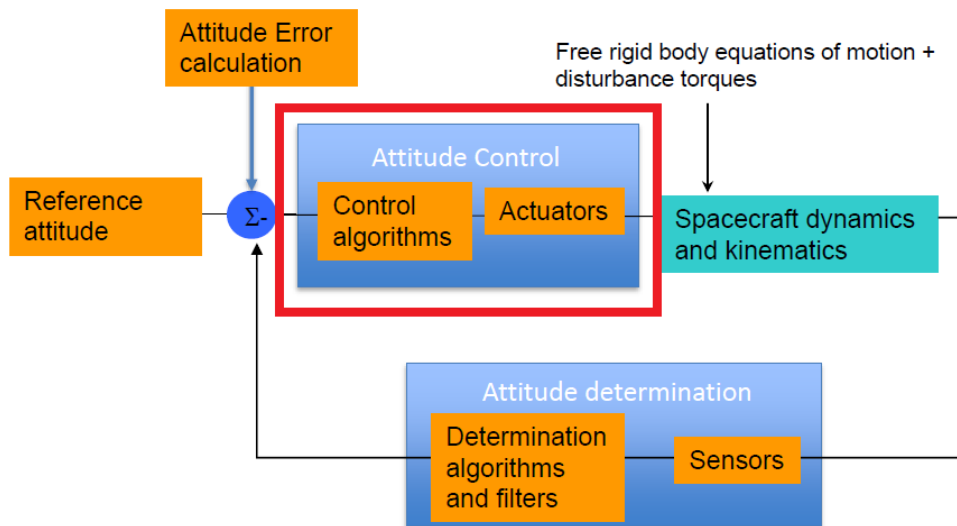 Attitude Error
calculation
Free rigid body equations of motion +
disturbance torques
Attitude Control
Reference
attitude
Σ-
Control
algorithms
Actuators
Spacecraft dynamics
and kinematics
Attitude determination
Determination
algorithms
and filters
Sensors